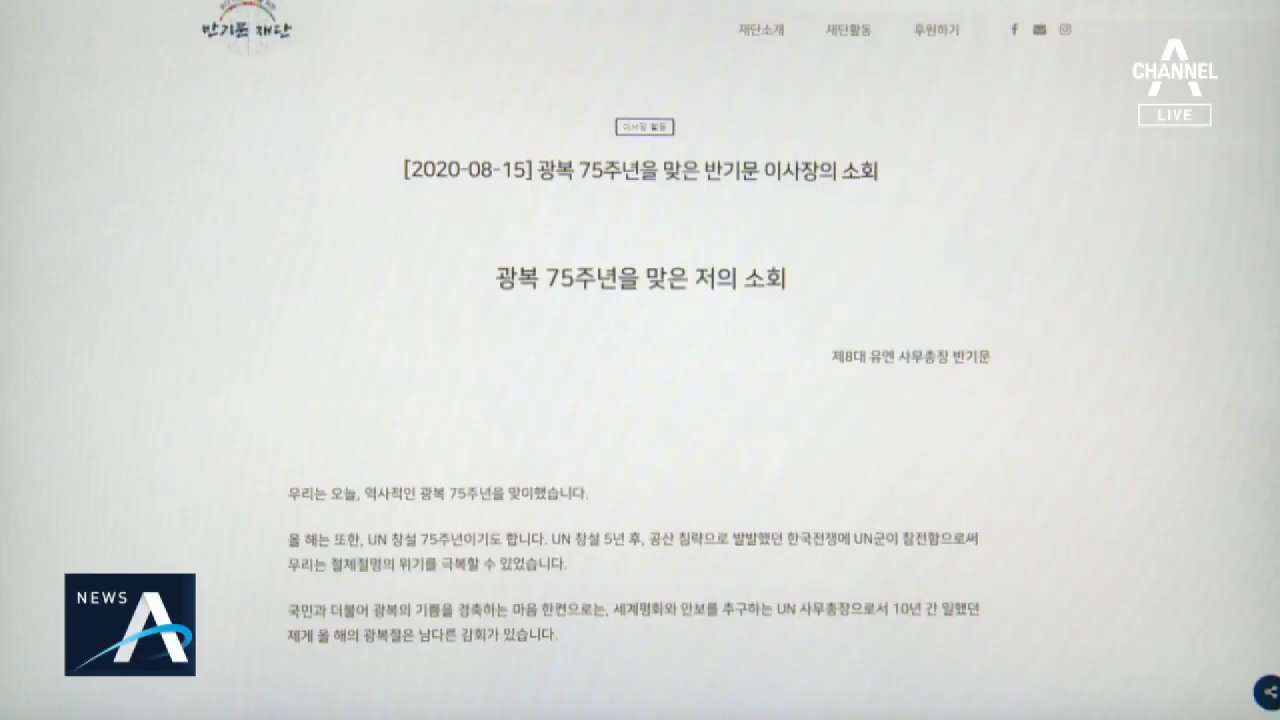 반기문 재단
재단소개 재단활동 후원하기
CHANNEL A
LIVE
이사장 활동
[2020-08-15] 광복 75주년을 맞은 반기문 이사장의 소회
광복 75주년을 맞은 저의 소회
제8대 유엔 사무총장 반기문
우리는 오늘, 역사적인 광복 75주년을 맞이했습니다.
올 해는 또한, UN 창설 75주년이기도 합니다. UN 창설 5년 후, 공산 침략으로 발발했던 한국전쟁에 UN군이 참전함으로써
우리는 절체절명의 위기를 극복할 수 있었습니다.
국민과 더불어 광복의 기쁨을 경축하는 마음 한켠으로는, 세계평화와 안보를 추구하는 UN 사무총장으로서 10년 간 일했던
제게 올 해의 광복절은 남다른 감회가 있습니다.
NEWS A